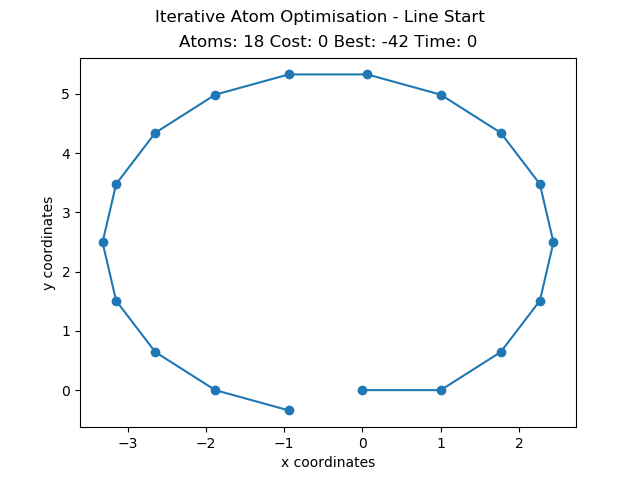 Iterative Atom Optimisation - Line Start
Atoms: 18 Cost: 0 Best: -42 Time: 0
5
4
3
2
1
0
y coordinates
−3 −2 −1 0 1 2
x coordinates